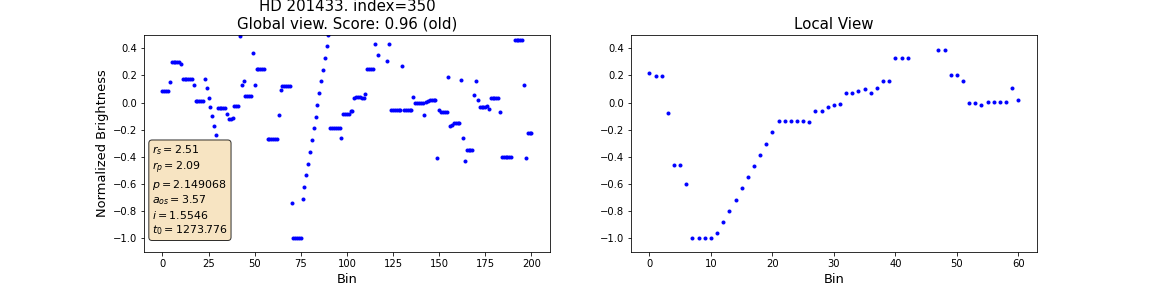 HD 201433. index=350
Global view. Score: 0.96 (old)
Local View
Normalized Brightness
0.4
0.2
0.0
−0.2
−0.4
−0.6
−0.8
−1.0
r_s = 2.51
r_p = 2.09
p = 2.149068
a_os = 3.57
i = 1.5546
t_0 = 1273.776
0 25 50 75 100 125 150 175 200
Bin
0.4
0.2
0.0
−0.2
−0.4
−0.6
−0.8
−1.0
0 10 20 30 40 50 60
Bin